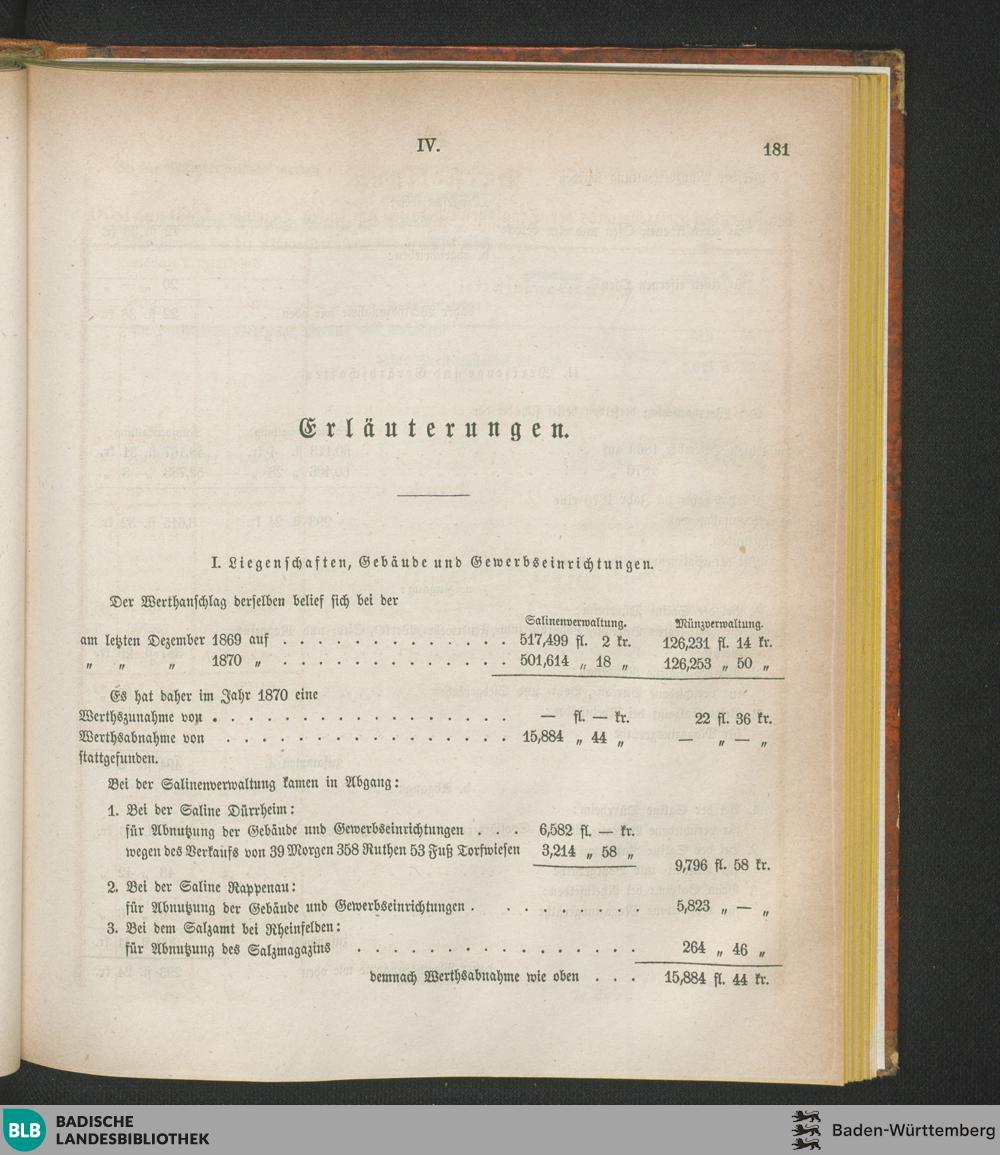 IV.
181
Erläuterungen.
I. Liegenschaften, Gebäude und Gewerbseinrichtungen.
Der Werthanschlag derselben belief sich bei der
Salinenverwaltung. Münzverwaltung.
am letzten Dezember 1869 auf . . . . . . . . . . . . . 517,499 fl. 2 kr. 126,231 fl. 14 kr.
„ „ „ 1870 „ . . . . . . . . . . . . . 501,614 „ 18 „ 126,253 „ 50 „
Es hat daher im Jahr 1870 eine
Werthszunahme von . . . . . . . . . . . . . . . . — fl. — kr. 22 fl. 36 kr.
Werthsabnahme von . . . . . . . . . . . . . . . 15,884 „ 44 „ — „ — „
stattgefunden.
Bei der Salinenverwaltung kamen in Abgang:
1. Bei der Saline Dürrheim:
für Abnutzung der Gebäude und Gewerbseinrichtungen . . . 6,582 fl. — kr.
wegen des Verkaufs von 39 Morgen 358 Ruthen 53 Fuß Torfwiesen 3,214 „ 58 „
9,796 fl. 58 kr.
2. Bei der Saline Rappenau:
für Abnutzung der Gebäude und Gewerbseinrichtungen . . . . . . . . . 5,823 „ — „
3. Bei dem Salzamt bei Rheinfelden:
für Abnutzung des Salzmagazins . . . . . . . . . . . . . . . 264 „ 46 „
demnach Werthsabnahme wie oben . . . 15,884 fl. 44 kr.
BLB BADISCHE
LANDESBIBLIOTHEK
Baden-Württemberg